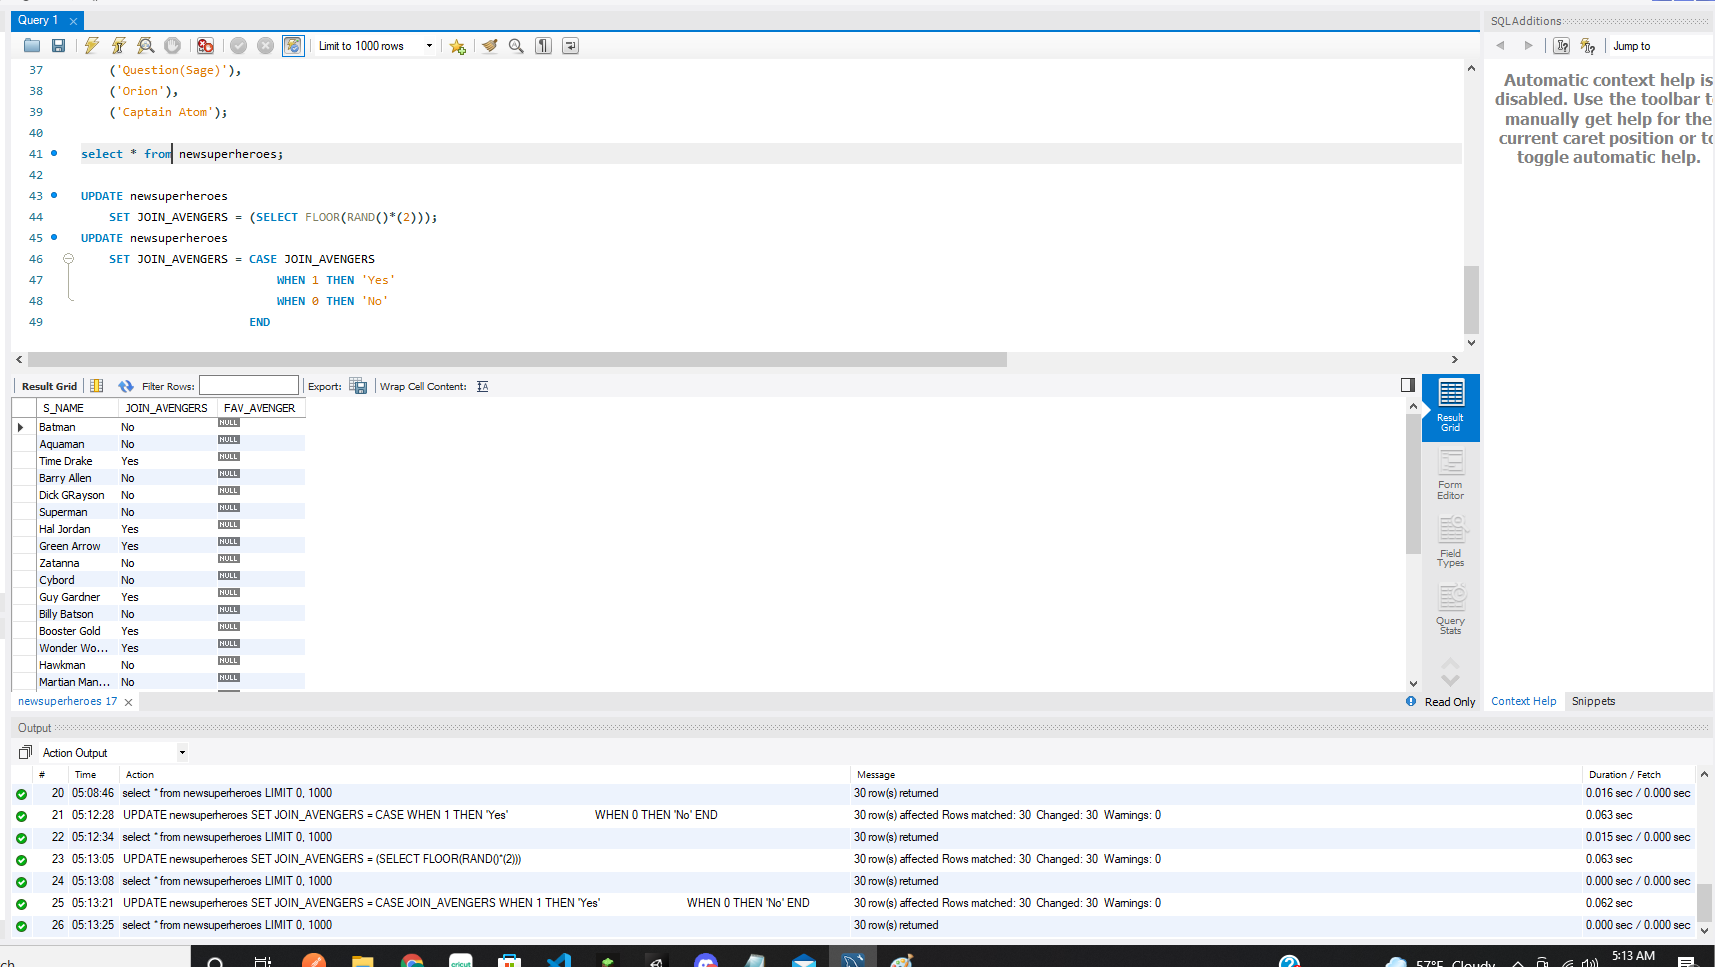 Query 1
SQLAdditions
Limit to 1000 rows
Jump to
37 ('Question(Sage)'),
38 ('Orion'),
39 ('Captain Atom');
40
41 select * from newsuperheroes;
42
43 UPDATE newsuperheroes
44 SET JOIN_AVENGERS = (SELECT FLOOR(RAND()*(2)));
45 UPDATE newsuperheroes
46 SET JOIN_AVENGERS = CASE JOIN_AVENGERS
47 WHEN 1 THEN 'Yes'
48 WHEN 0 THEN 'No'
49 END
Automatic context help is
disabled. Use the toolbar t
manually get help for the
current caret position or to
toggle automatic help.
Result Grid Filter Rows: Export: Wrap Cell Content:
S_NAME JOIN_AVENGERS FAV_AVENGER
Batman No NULL
Aquaman No NULL
Time Drake Yes NULL
Barry Allen No NULL
Dick GRayson No NULL
Superman No NULL
Hal Jordan Yes NULL
Green Arrow Yes NULL
Zatanna No NULL
Cybord No NULL
Guy Gardner Yes NULL
Billy Batson No NULL
Booster Gold Yes NULL
Wonder Wo... Yes NULL
Hawkman No NULL
Martian Man... No NULL
Result
Grid
Form
Editor
Field
Types
Query
Stats
newsuperheroes 17
Read Only
Context Help Snippets
Output
Action Output
# Time Action Message Duration / Fetch
20 05:08:46 select * from newsuperheroes LIMIT 0, 1000 30 row(s) returned 0.016 sec / 0.000 sec
21 05:12:28 UPDATE newsuperheroes SET JOIN_AVENGERS = CASE WHEN 1 THEN 'Yes' WHEN 0 THEN 'No' END 30 row(s) affected Rows matched: 30 Changed: 30 Warnings: 0 0.063 sec
22 05:12:34 select * from newsuperheroes LIMIT 0, 1000 30 row(s) returned 0.015 sec / 0.000 sec
23 05:13:05 UPDATE newsuperheroes SET JOIN_AVENGERS = (SELECT FLOOR(RAND()*(2))) 30 row(s) affected Rows matched: 30 Changed: 30 Warnings: 0 0.063 sec
24 05:13:08 select * from newsuperheroes LIMIT 0, 1000 30 row(s) returned 0.000 sec / 0.000 sec
25 05:13:21 UPDATE newsuperheroes SET JOIN_AVENGERS = CASE JOIN_AVENGERS WHEN 1 THEN 'Yes' WHEN 0 THEN 'No' END 30 row(s) affected Rows matched: 30 Changed: 30 Warnings: 0 0.062 sec
26 05:13:25 select * from newsuperheroes LIMIT 0, 1000 30 row(s) returned 0.000 sec / 0.000 sec
ch
cricut
57°F Cloudy
5:13 AM